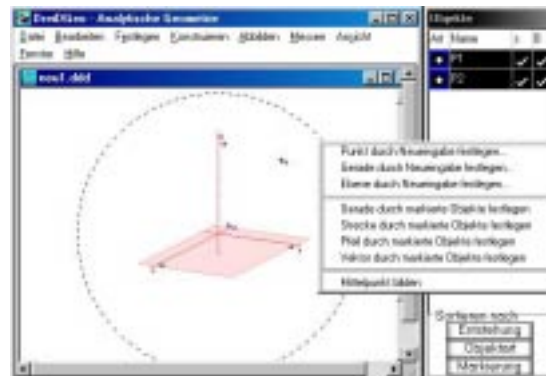 DreiDGeo - Analytische Geometrie
Datei Bearbeiten Festlegen Konstruieren Abbilden Messen Ansicht
Fenster Hilfe
neu1.ddd
Objekte
Art Name
P1
P2
Punkt durch Neueingabe festlegen...
Gerade durch Neueingabe festlegen...
Ebene durch Neueingabe festlegen...
Gerade durch markierte Objekte festlegen
Strecke durch markierte Objekte festlegen
Pfeil durch markierte Objekte festlegen
Vektor durch markierte Objekte festlegen
Mittelpunkt bilden
Sortieren nach
Entstehung
Objektart
Markierung